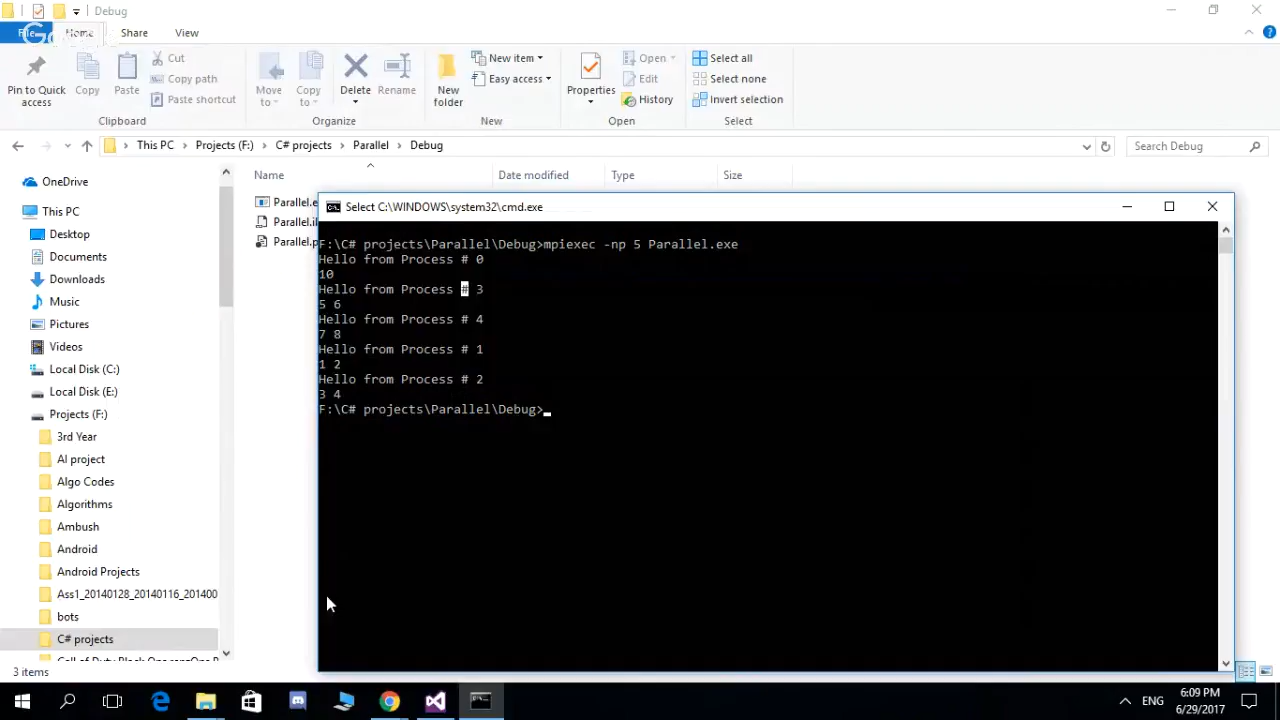 Debug
File Home Share View
Pin to Quick access
Copy
Paste
Cut
Copy path
Paste shortcut
Clipboard
Move to
Copy to
Delete
Rename
Organize
New folder
New item
Easy access
New
Properties
Open
Edit
History
Open
Select all
Select none
Invert selection
Select
This PC > Projects (F:) > C# projects > Parallel > Debug
Search Debug
Name Date modified Type Size
OneDrive
This PC
Desktop
Documents
Downloads
Music
Pictures
Videos
Local Disk (C:)
Local Disk (E:)
Projects (F:)
3rd Year
AI project
Algo Codes
Algorithms
Ambush
Android
Android Projects
Ass1_20140128_20140116_201400
bots
C# projects
3 items
Parallel.e
Parallel.il
Parallel.p
Select C:\WINDOWS\system32\cmd.exe
F:\C# projects\Parallel\Debug>mpiexec -np 5 Parallel.exe
Hello from Process # 0
10
Hello from Process # 3
5 6
Hello from Process # 4
7 8
Hello from Process # 1
1 2
Hello from Process # 2
3 4
F:\C# projects\Parallel\Debug>
ENG
6:09 PM
6/29/2017